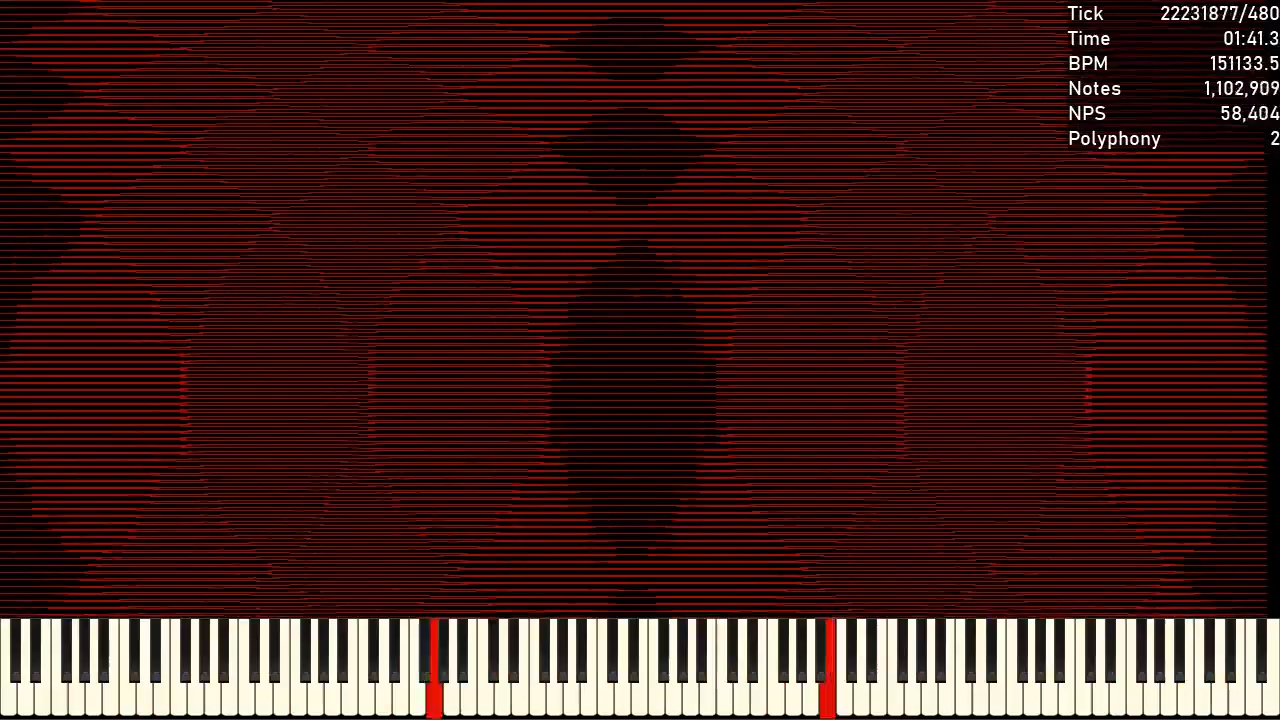 Tick 22231877/480
Time 01:41.3
BPM 151133.5
Notes 1,102,909
NPS 58,404
Polyphony 2